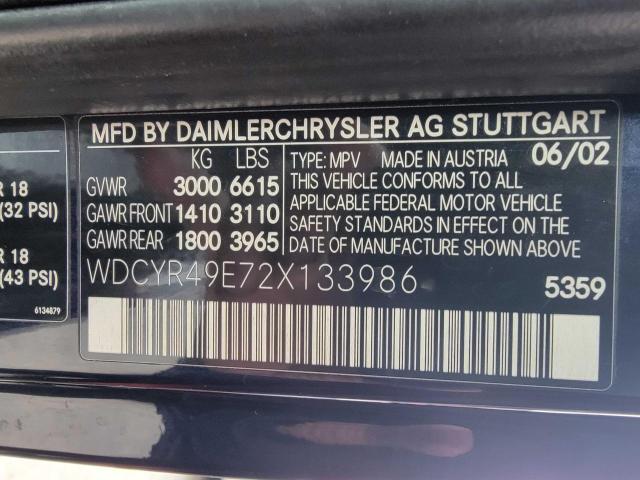 MFD BY DAIMLERCHRYSLER AG STUTTGART
KG LBS
GVWR 3000 6615
GAWR FRONT 1410 3110
GAWR REAR 1800 3965
TYPE: MPV MADE IN AUSTRIA 06/02
THIS VEHICLE CONFORMS TO ALL
APPLICABLE FEDERAL MOTOR VEHICLE
SAFETY STANDARDS IN EFFECT ON THE
DATE OF MANUFACTURE SHOWN ABOVE
WDCYR49E72X133986
5359
R 18
(32 PSI)
R 18
(43 PSI)
6134879